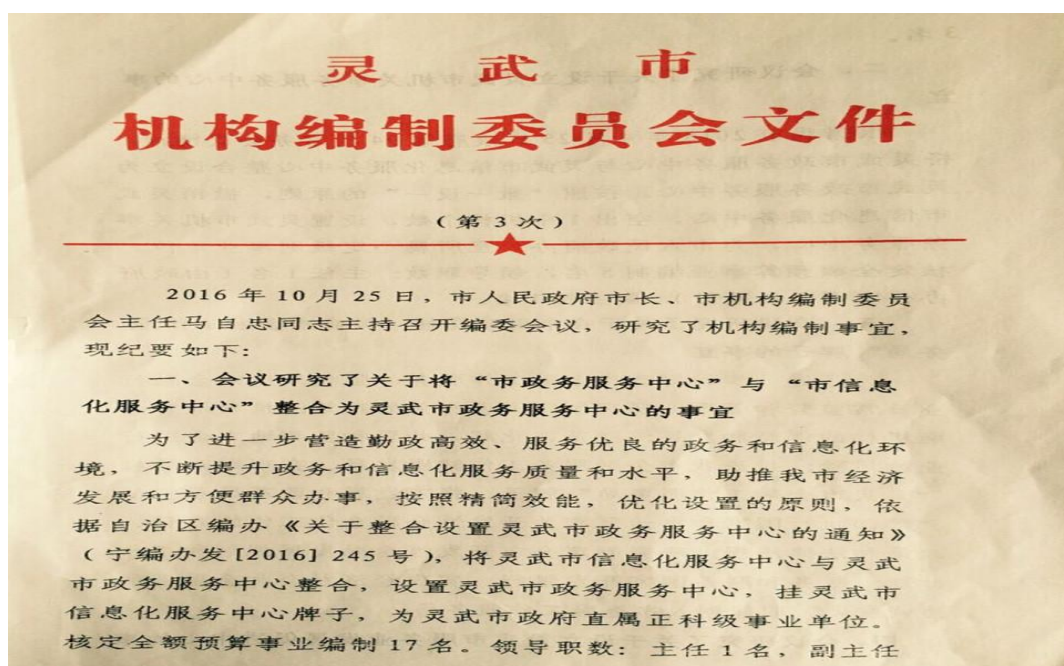 灵武市
机构编制委员会文件
（第3次）
2016年10月25日，市人民政府市长、市机构编制委员
会主任马自忠同志主持召开编委会议，研究了机构编制事宜，
现纪要如下：
一、会议研究了关于将“市政务服务中心”与“市信息
化服务中心”整合为灵武市政务服务中心的事宜
为了进一步营造勤政高效、服务优良的政务和信息化环
境，不断提升政务和信息化服务质量和水平，助推我市经济
发展和方便群众办事，按照精简效能，优化设置的原则，依
据自治区编办《关于整合设置灵武市政务服务中心的通知》
（宁编办发[2016]245号），将灵武市信息化服务中心与灵武
市政务服务中心整合，设置灵武市政务服务中心，挂灵武市
信息化服务中心牌子，为灵武市政府直属正科级事业单位。
核定全额预算事业编制17名。领导职数：主任1名，副主任